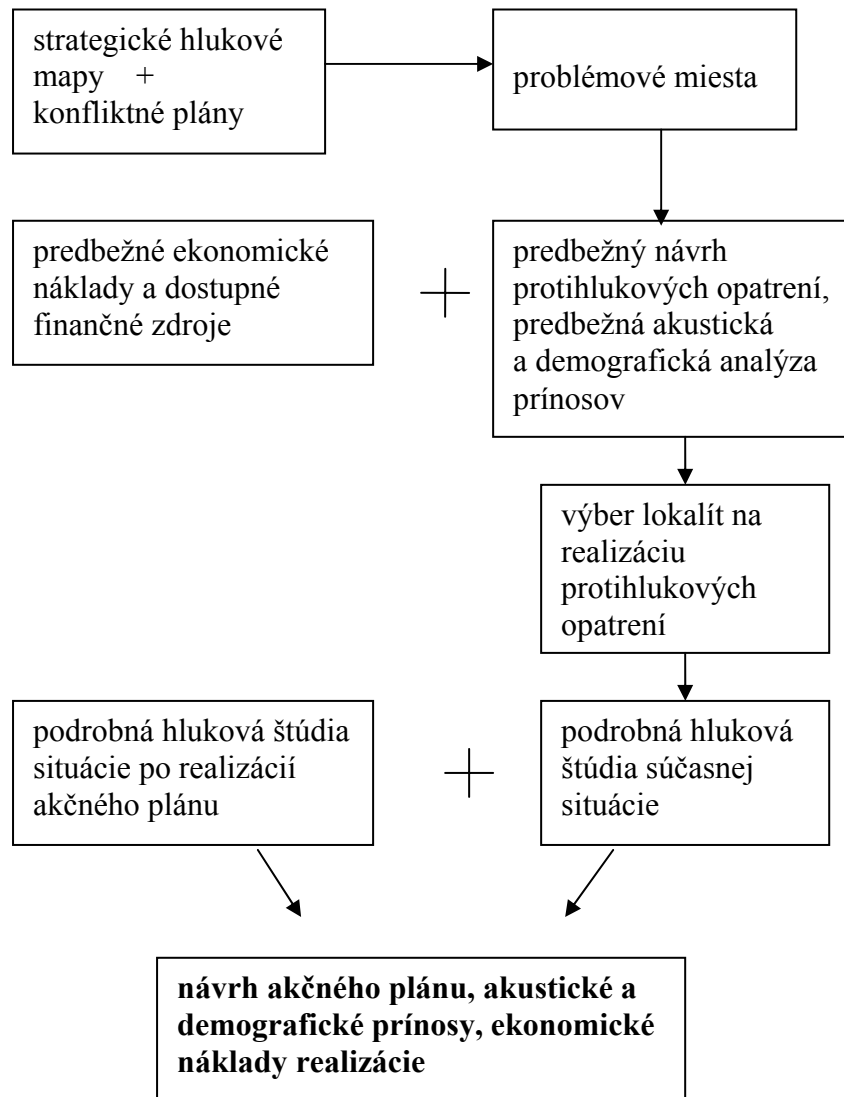 strategické hlukové
mapy +
konfliktné plány
problémové miesta
predbežné ekonomické
náklady a dostupné
finančné zdroje
+
predbežný návrh
protihlukových opatrení,
predbežná akustická
a demografická analýza
prínosov
výber lokalít na
realizáciu
protihlukových
opatrení
podrobná hluková štúdia
situácie po realizácií
akčného plánu
+
podrobná hluková
štúdia súčasnej
situácie
návrh akčného plánu, akustické a
demografické prínosy, ekonomické
náklady realizácie